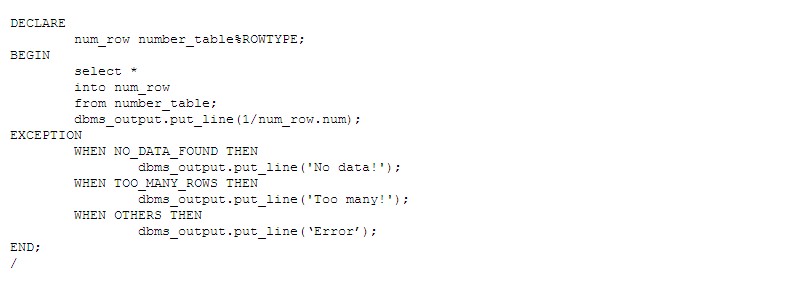 DECLARE
num_row number_table%ROWTYPE;
BEGIN
select *
into num_row
from number_table;
dbms_output.put_line(1/num_row.num);
EXCEPTION
WHEN NO_DATA_FOUND THEN
dbms_output.put_line('No data!');
WHEN TOO_MANY_ROWS THEN
dbms_output.put_line('Too many!');
WHEN OTHERS THEN
dbms_output.put_line(‘Error’);
END;
/